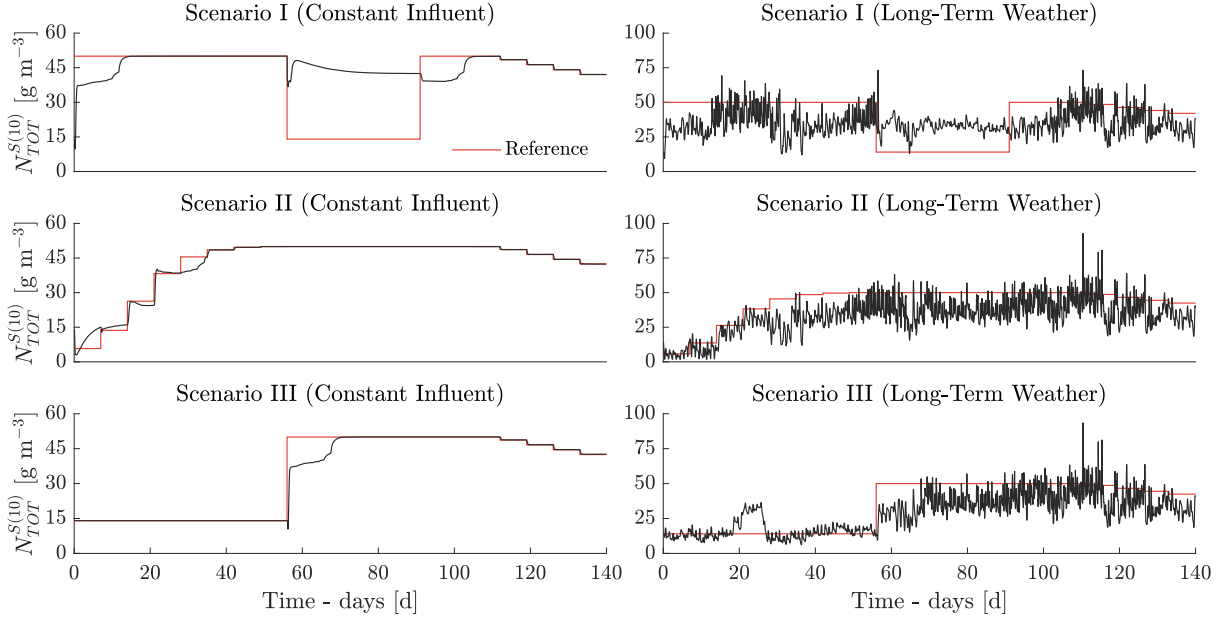 Scenario I (Constant Influent)
60
45
30
15
0
N_{TOT}^{S(10)} [g m^{-3}]
Reference
Scenario I (Long-Term Weather)
100
75
50
25
0
Scenario II (Constant Influent)
60
45
30
15
0
N_{TOT}^{S(10)} [g m^{-3}]
Scenario II (Long-Term Weather)
100
75
50
25
0
Scenario III (Constant Influent)
60
45
30
15
0
N_{TOT}^{S(10)} [g m^{-3}]
0 20 40 60 80 100 120 140
Time - days [d]
Scenario III (Long-Term Weather)
100
75
50
25
0
0 20 40 60 80 100 120 140
Time - days [d]